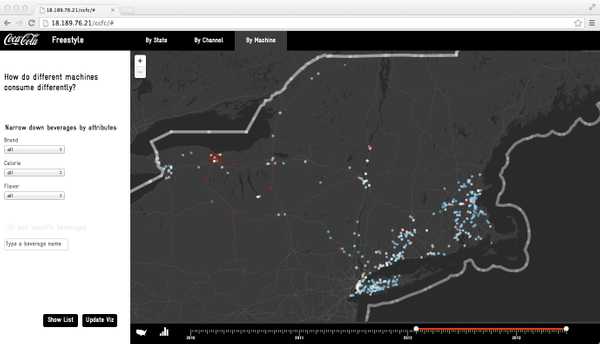 18.189.76.21/ccfc/#
18.189.76.21/ccfc/#
Coca-Cola Freestyle By State By Channel By Machine
How do different machines
consume differently?
Narrow down beverages by attributes
Brand
all
Calorie
all
Flavor
all
Type a beverage name
Show List Update Viz
2010 2011 2012 2013